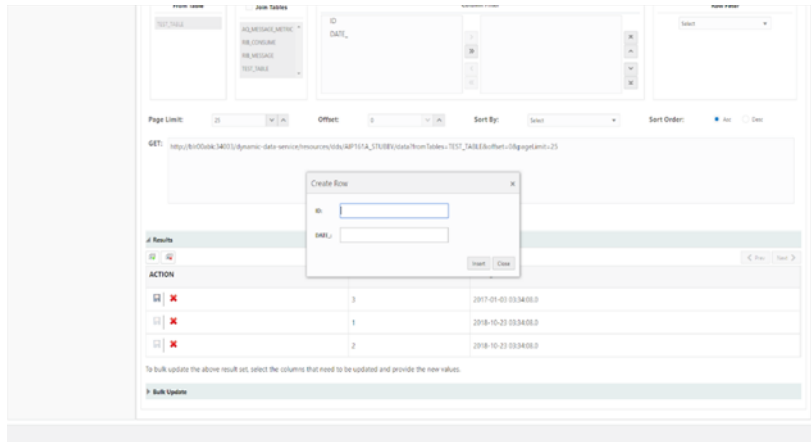 From Table
Join Tables
TEST_TABLE
AQ_MESSAGE_METRIC
RIB_CONSUME
RIB_MESSAGE
TEST_TABLE
ID
DATE_
Select
Page Limit: 25 Offset: 0 Sort By: Select Sort Order: Asc Desc
GET:
Create Row
ID:
DATE_:
Insert Close
Results
Prev Next
ACTION
3 2017-01-03 03:34:00.0
1 2018-10-23 03:34:00.0
2 2018-10-23 03:34:00.0
To bulk update the above result set, select the columns that need to be updated and provide the new values.
Bulk Update